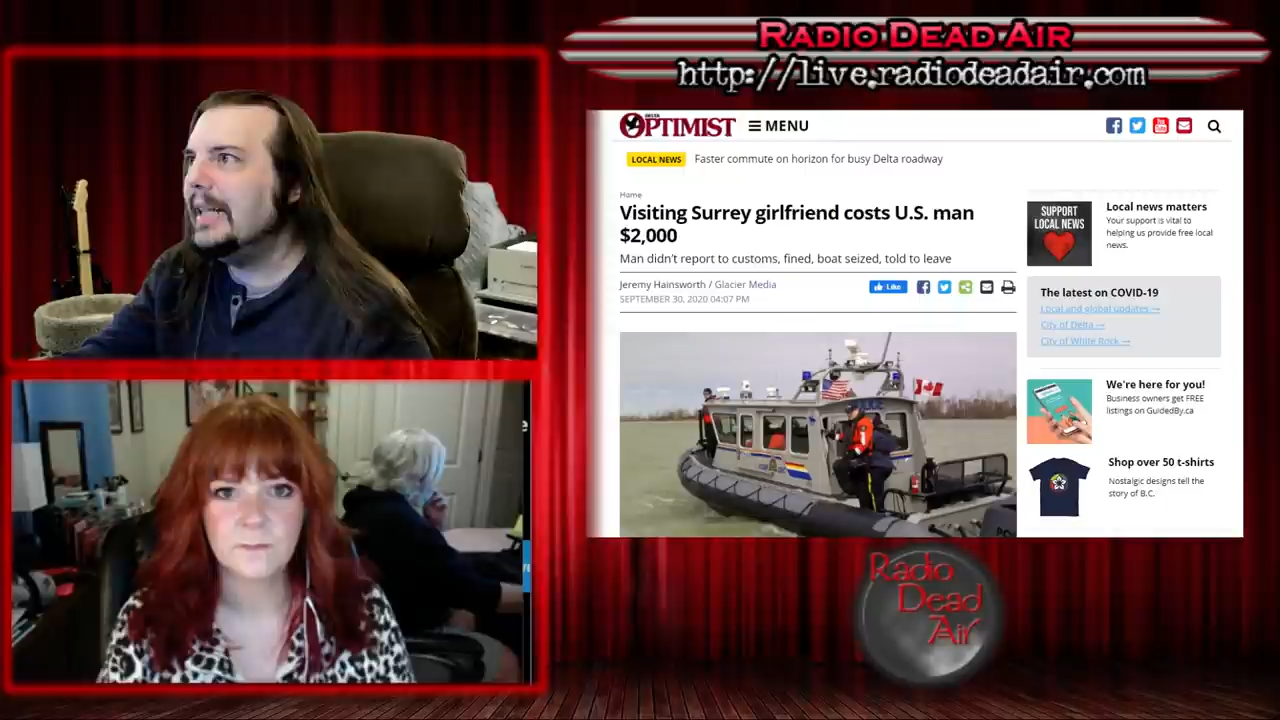 RADIO DEAD AIR
http://live.radiodeadair.com
OPTIMIST
MENU
LOCAL NEWS Faster commute on horizon for busy Delta roadway
Home
Visiting Surrey girlfriend costs U.S. man
$2,000
Man didn't report to customs, fined, boat seized, told to leave
Jeremy Hainsworth / Glacier Media
SEPTEMBER 30, 2020 04:07 PM
Like
SUPPORT
LOCAL NEWS
Local news matters
Your support is vital to
helping us provide free local
news.
The latest on COVID-19
Local and global updates →
City of Delta →
City of White Rock →
We're here for you!
Business owners get FREE
listings on GuidedBy.ca
Shop over 50 t-shirts
Nostalgic designs tell the
story of B.C.
Radio
Dead
Air